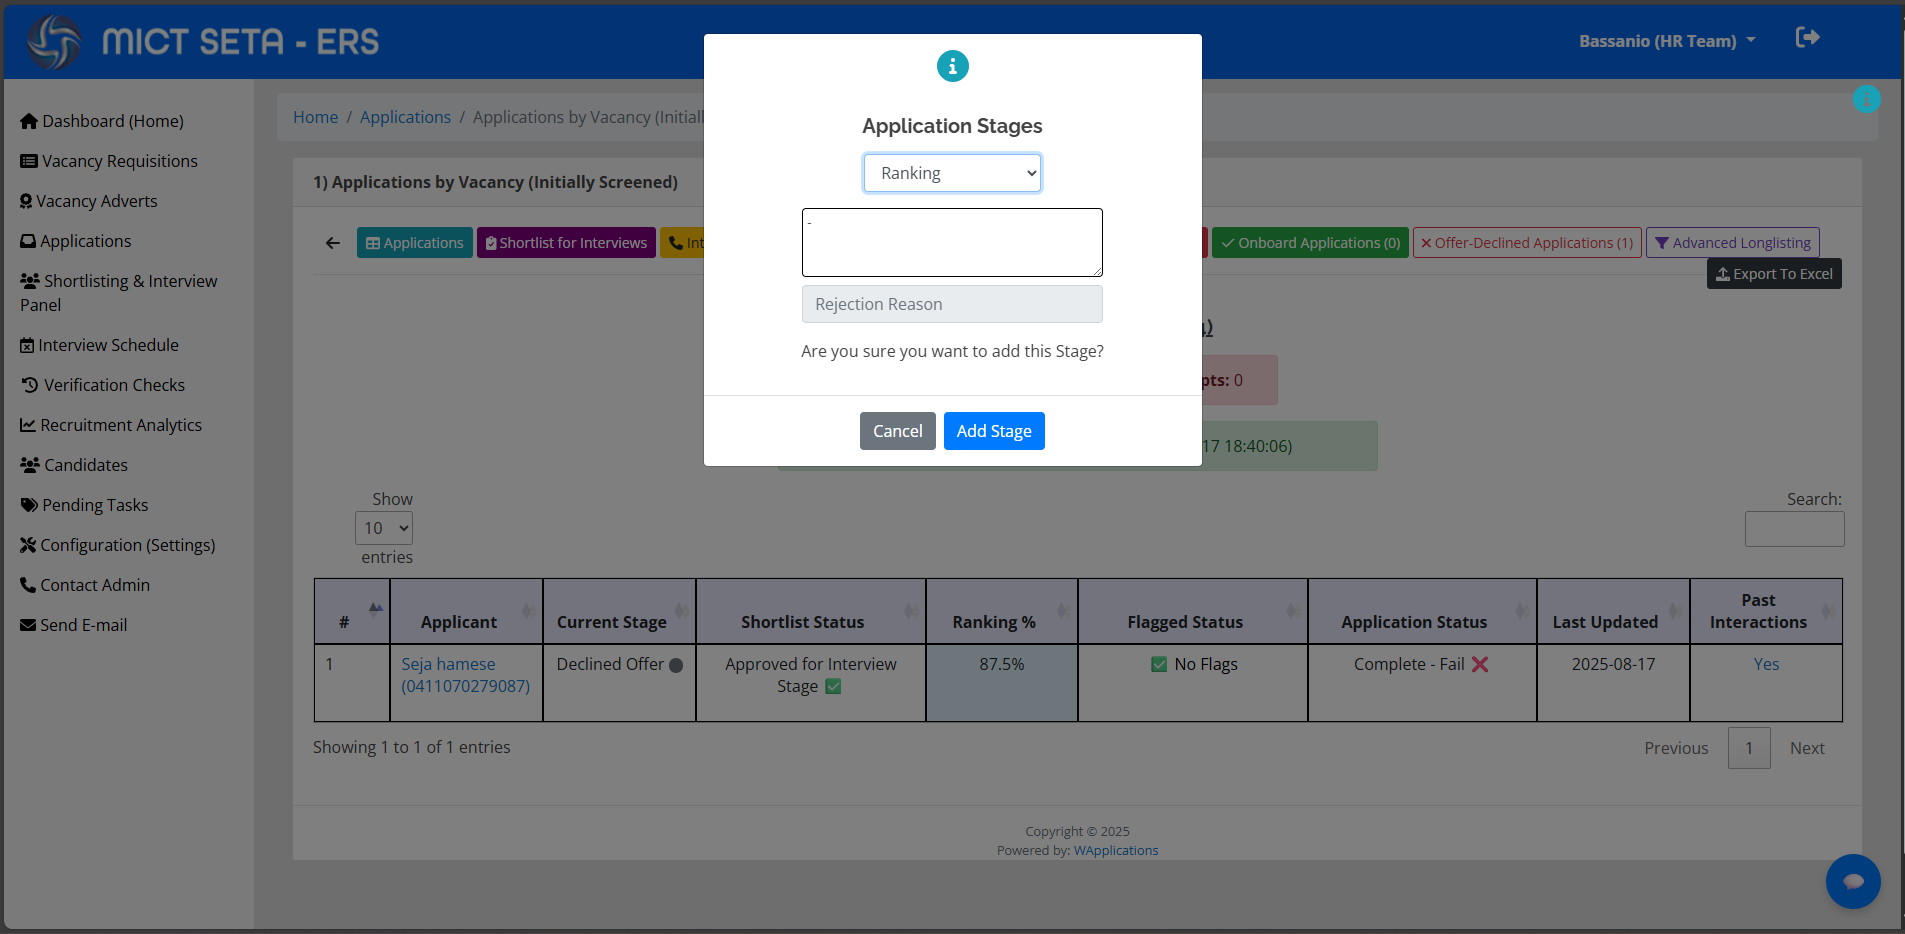 MICT SETA - ERS
Bassanio (HR Team)
Dashboard (Home)
Vacancy Requisitions
Vacancy Adverts
Applications
Shortlisting & Interview
Panel
Interview Schedule
Verification Checks
Recruitment Analytics
Candidates
Pending Tasks
Configuration (Settings)
Contact Admin
Send E-mail
Home / Applications / Applications by Vacancy (Initiall
1) Applications by Vacancy (Initially Screened)
Applications
Shortlist for Interviews
Int
Onboard Applications (0)
Offer-Declined Applications (1)
Advanced Longlisting
Export To Excel
Application Stages
Ranking
-
Rejection Reason
Are you sure you want to add this Stage?
Cancel
Add Stage
pts: 0
17 18:40:06)
Show
10
entries
Search:
# Applicant Current Stage Shortlist Status Ranking % Flagged Status Application Status Last Updated Past Interactions
1 Seja hamese (0411070279087) Declined Offer Approved for Interview Stage ✅ 87.5% ✅ No Flags Complete - Fail ❌ 2025-08-17 Yes
Showing 1 to 1 of 1 entries
Previous 1 Next
Copyright © 2025
Powered by: WApplications